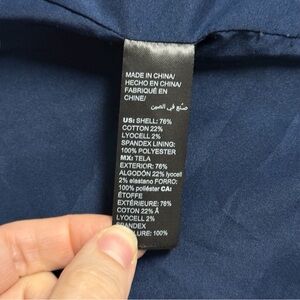 MADE IN CHINA/
HECHO EN CHINA/
FABRIQUÉ EN
CHINE/
صنع في الصين
US: SHELL: 76%
COTTON 22%
LYOCELL 2%
SPANDEX LINING:
100% POLYESTER
MX: TELA
EXTERIOR: 76%
ALGODÓN 22% lyocell
2% elastano FORRO:
100% poliéster CA:
ÉTOFFE
EXTÉRIEURE: 76%
COTON 22% Â
LYOCELL 2%
SPANDEX
LURE: 100%